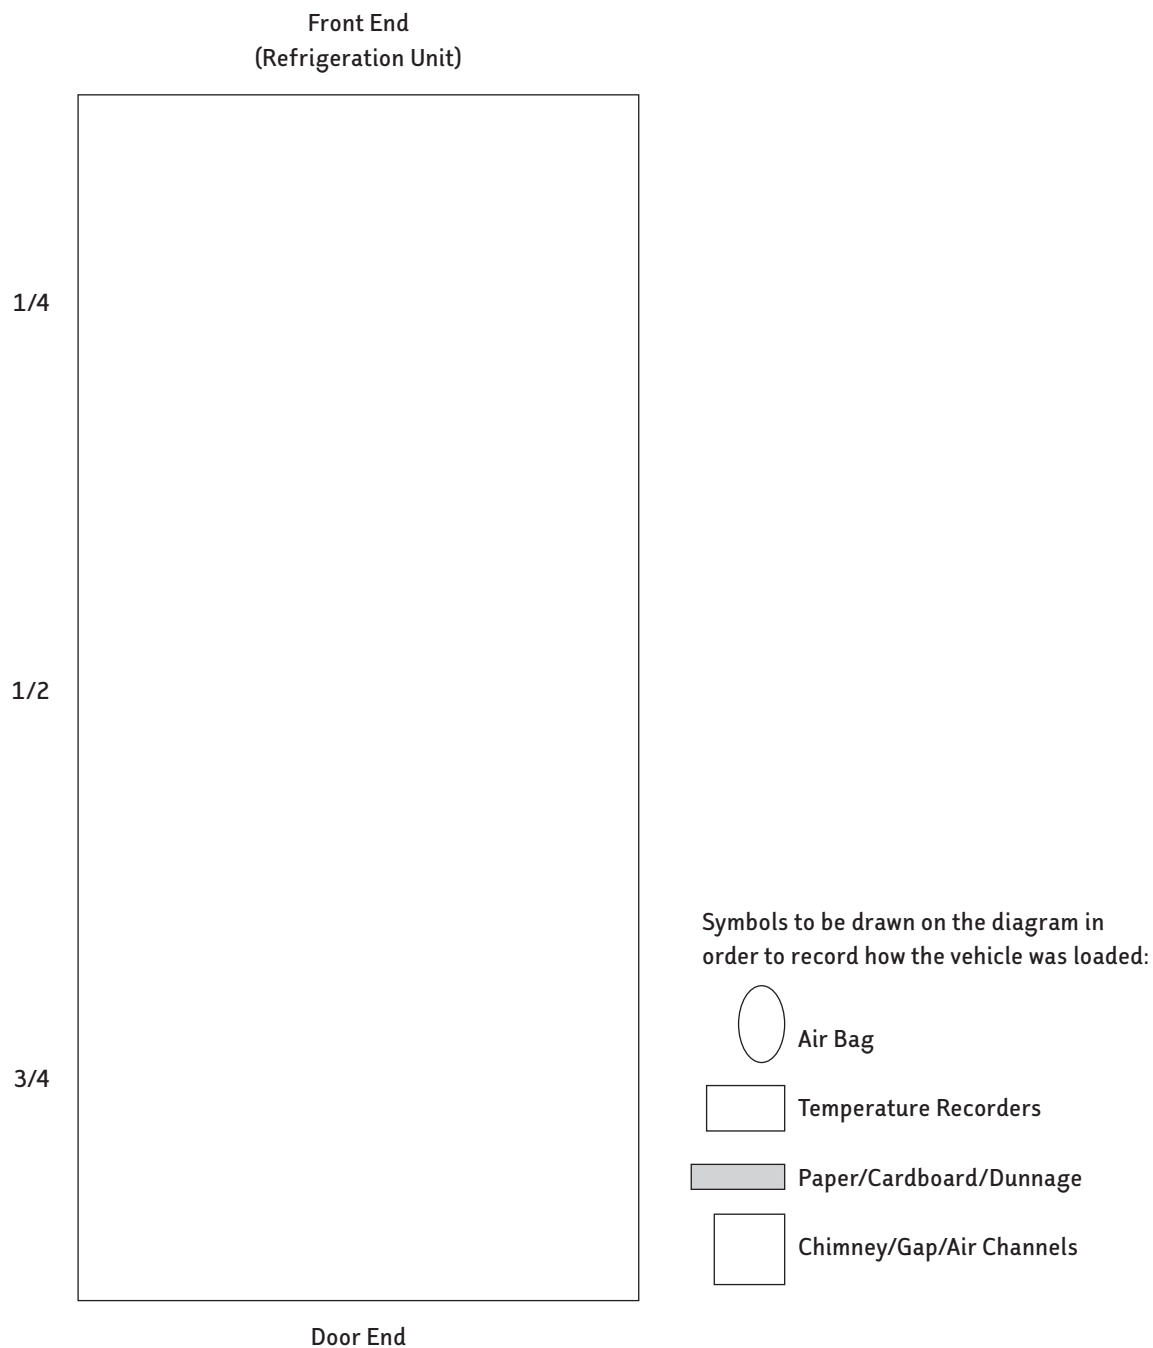 Front End
(Refrigeration Unit)
1/4
1/2
3/4
Symbols to be drawn on the diagram in
order to record how the vehicle was loaded:
Air Bag
Temperature Recorders
Paper/Cardboard/Dunnage
Chimney/Gap/Air Channels
Door End